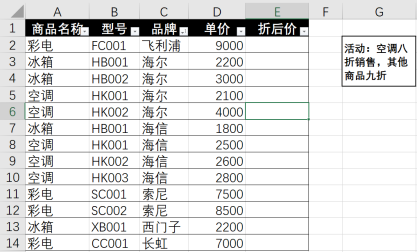 A B C D E F G
1 商品名称 型号 品牌 单价 折后价
2 彩电 FC001 飞利浦 9000
3 冰箱 HB001 海尔 2200
4 冰箱 HB002 海尔 3000
5 空调 HK001 海尔 2100
6 空调 HK002 海尔 4000
7 冰箱 HB001 海信 1800
8 空调 HK001 海信 2500
9 空调 HK002 海信 2600
10 空调 HK003 海信 2800
11 彩电 SC001 索尼 7500
12 彩电 SC002 索尼 8500
13 冰箱 XB001 西门子 2200
14 彩电 CC001 长虹 7000
活动：空调八
折销售，其他
商品九折